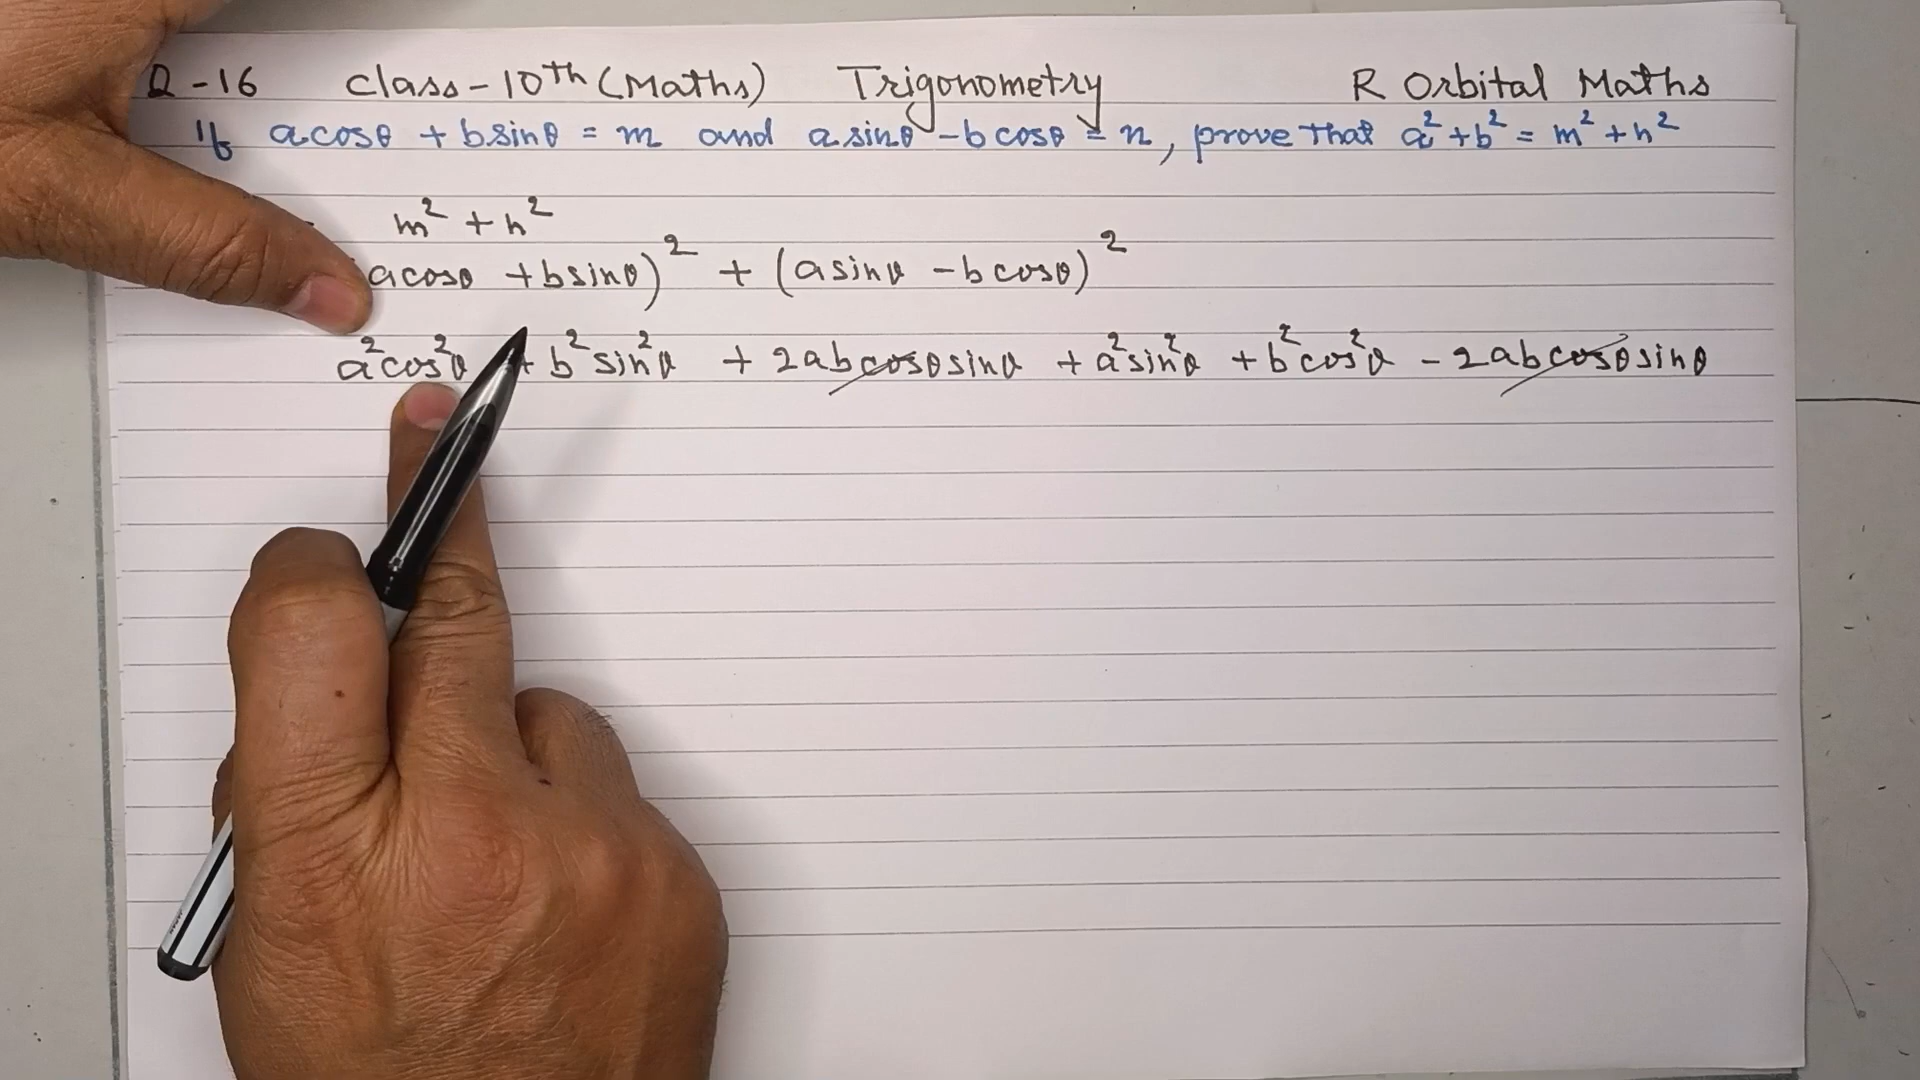 Q-16 Class-10th (Maths) Trigonometry R Orbital Maths
If acosθ + bsinθ = m and asinθ - bcosθ = n, prove that a² + b² = m² + n²
m² + n²
acosθ + bsinθ)² + (asinθ - bcosθ)²
a²cos²θ + b²sin²θ + 2abcosθsinθ + a²sin²θ + b²cos²θ - 2abcosθsinθ